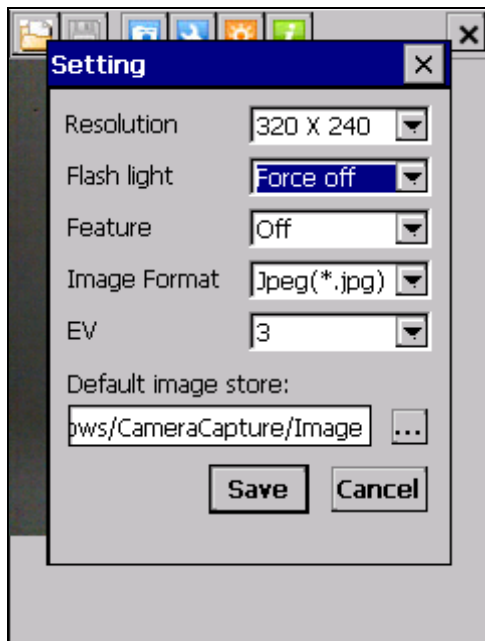 Setting
Resolution 320 X 240
Flash light Force off
Feature Off
Image Format Jpeg(*.jpg)
EV 3
Default image store:
ows/CameraCapture/Image ...
Save Cancel